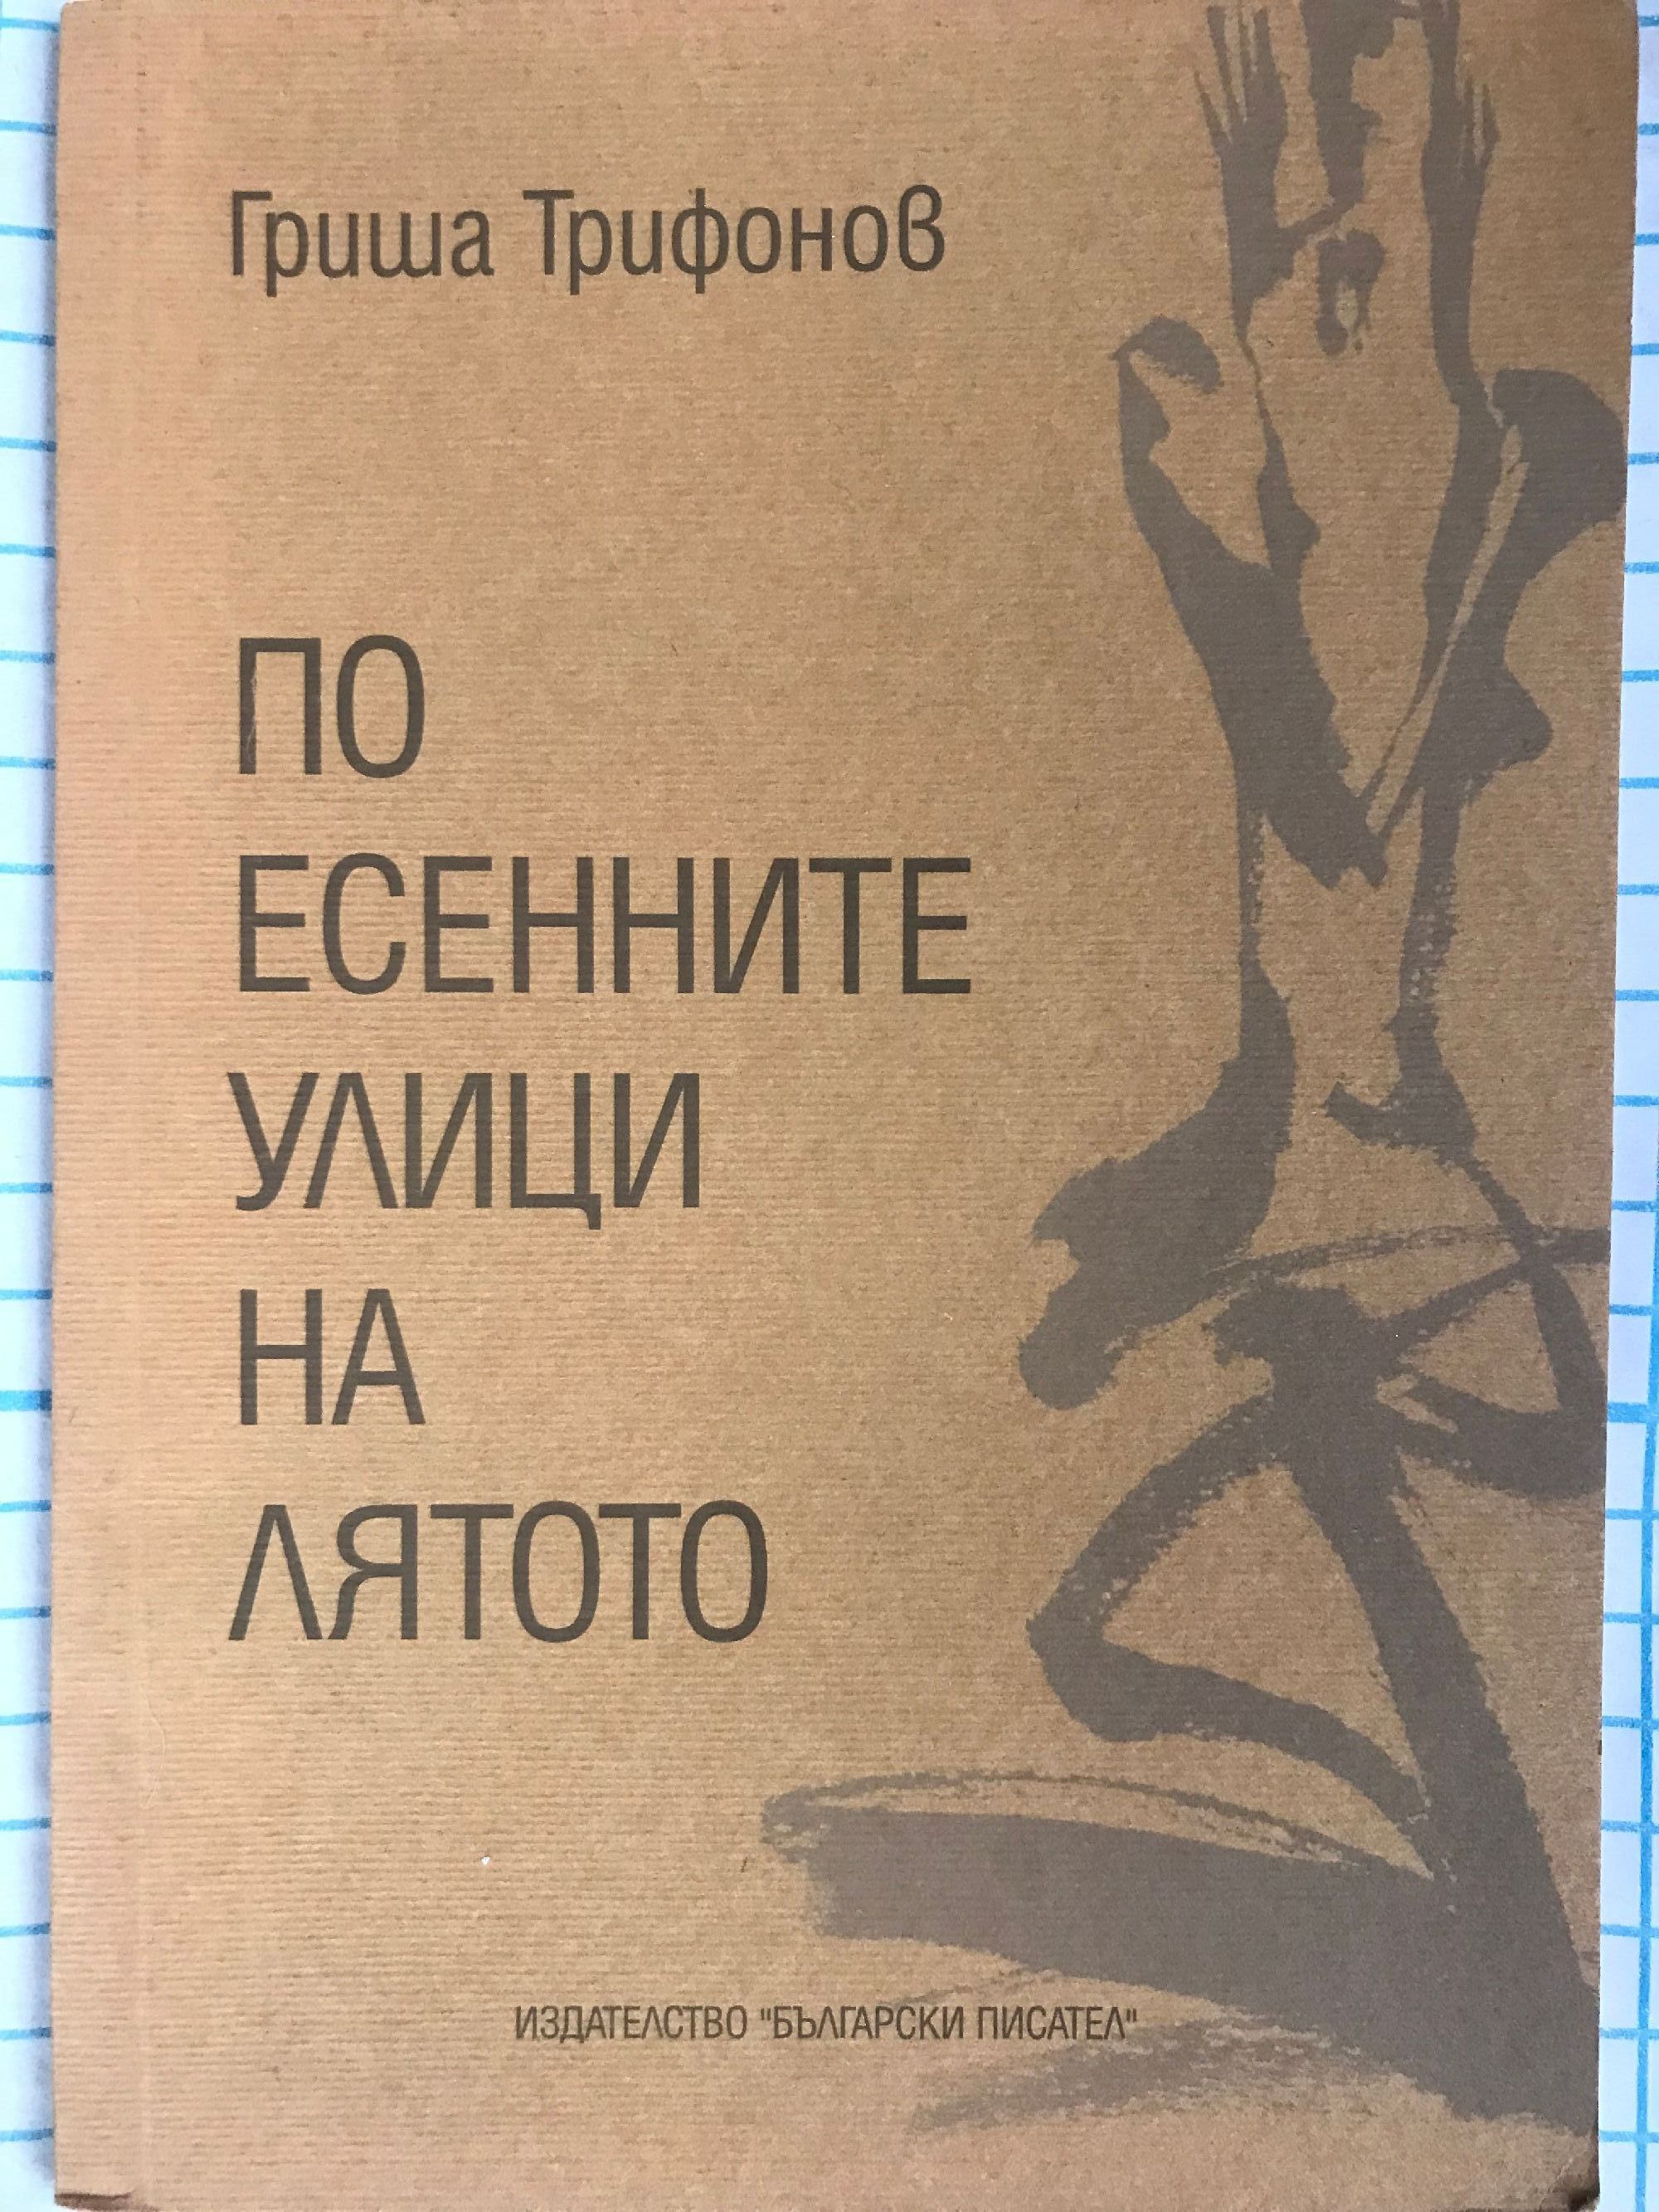 Гриша Трифонов
ПО
ЕСЕННИТЕ
УЛИЦИ
НА
ЛЯТОТО
ИЗДАТЕЛСТВО "БЪЛГАРСКИ ПИСАТЕЛ"